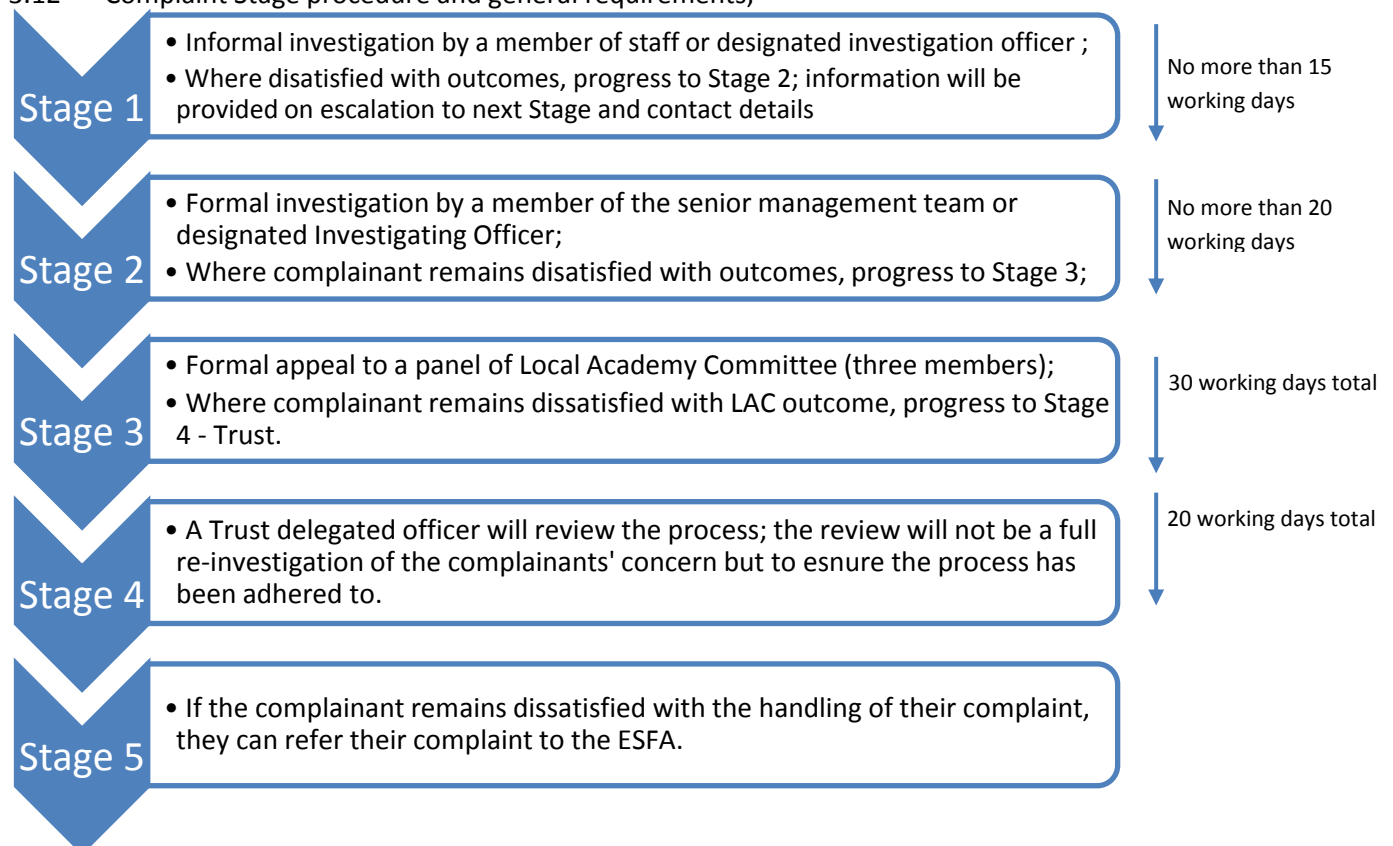 Complaint Stage procedure and general requirements;
Stage 1
• Informal investigation by a member of staff or designated investigation officer ;
• Where disatisfied with outcomes, progress to Stage 2; information will be
provided on escalation to next Stage and contact details
No more than 15
working days
Stage 2
• Formal investigation by a member of the senior management team or
designated Investigating Officer;
• Where complainant remains disatisfied with outcomes, progress to Stage 3;
No more than 20
working days
Stage 3
• Formal appeal to a panel of Local Academy Committee (three members);
• Where complainant remains dissatisfied with LAC outcome, progress to Stage
4 - Trust.
30 working days total
Stage 4
• A Trust delegated officer will review the process; the review will not be a full
re-investigation of the complainants' concern but to esnure the process has
been adhered to.
20 working days total
Stage 5
• If the complainant remains dissatisfied with the handling of their complaint,
they can refer their complaint to the ESFA.